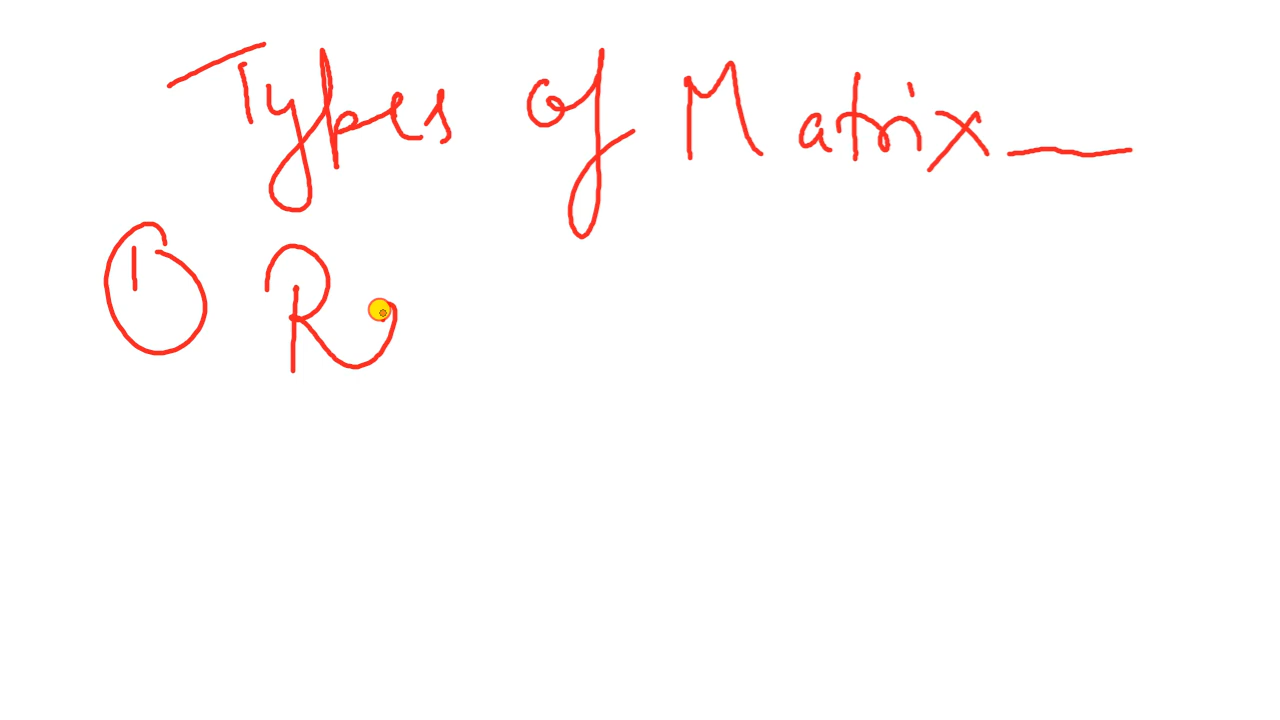 Types of Matrix
① R